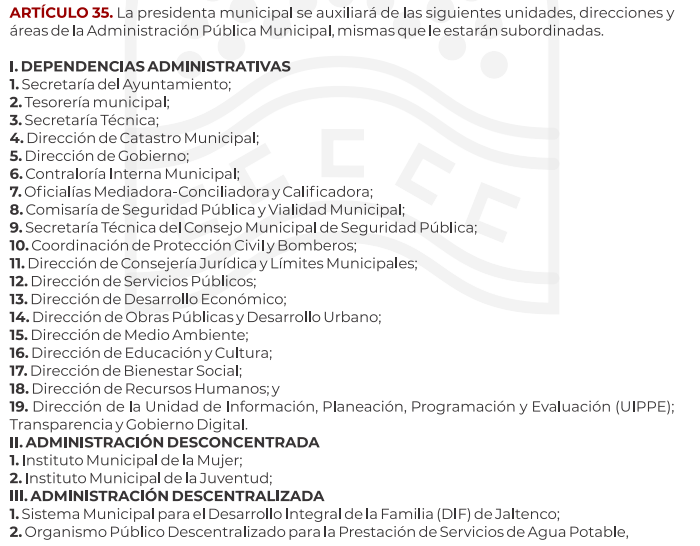 ARTÍCULO 35. La presidenta municipal se auxiliará de las siguientes unidades, direcciones y
áreas de la Administración Pública Municipal, mismas que le estarán subordinadas.
I. DEPENDENCIAS ADMINISTRATIVAS
1. Secretaría del Ayuntamiento;
2. Tesorería municipal;
3. Secretaría Técnica;
4. Dirección de Catastro Municipal;
5. Dirección de Gobierno;
6. Contraloría Interna Municipal;
7. Oficialías Mediadora-Conciliadora y Calificadora;
8. Comisaría de Seguridad Pública y Vialidad Municipal;
9. Secretaría Técnica del Consejo Municipal de Seguridad Pública;
10. Coordinación de Protección Civil y Bomberos;
11. Dirección de Consejería Jurídica y Límites Municipales;
12. Dirección de Servicios Públicos;
13. Dirección de Desarrollo Económico;
14. Dirección de Obras Públicas y Desarrollo Urbano;
15. Dirección de Medio Ambiente;
16. Dirección de Educación y Cultura;
17. Dirección de Bienestar Social;
18. Dirección de Recursos Humanos; y
19. Dirección de la Unidad de Información, Planeación, Programación y Evaluación (UIPPE);
Transparencia y Gobierno Digital.
II. ADMINISTRACIÓN DESCONCENTRADA
1. Instituto Municipal de la Mujer;
2. Instituto Municipal de la Juventud;
III. ADMINISTRACIÓN DESCENTRALIZADA
1. Sistema Municipal para el Desarrollo Integral de la Familia (DIF) de Jaltenco;
2. Organismo Público Descentralizado para la Prestación de Servicios de Agua Potable,